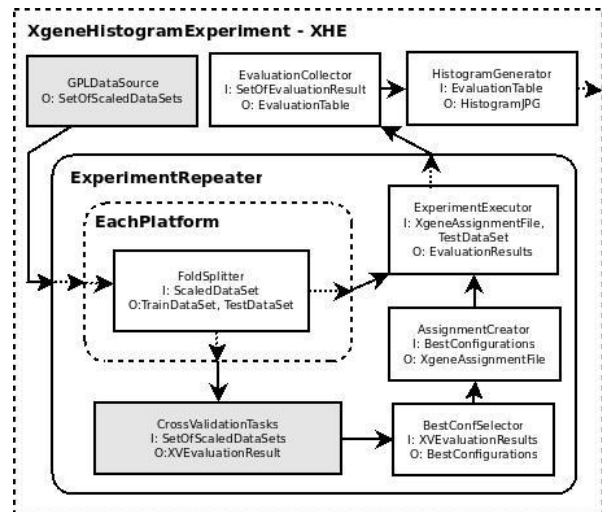 XgeneHistogramExperiment - XHE
GPLDataSource
O: SetOfScaledDataSets
EvaluationCollector
I: SetOfEvaluationResult
O: EvaluationTable
HistogramGenerator
I: EvaluationTable
O: HistogramJPG
ExperimentRepeater
EachPlatform
FoldSplitter
I: ScaledDataSet
O:TrainDataSet, TestDataSet
ExperimentExecutor
I: XgeneAssignmentFile,
TestDataSet
O: EvaluationResults
AssignmentCreator
I: BestConfigurations
O: XgeneAssignmentFile
CrossValidationTasks
I: SetOfScaledDataSets
O:XVEvaluationResult
BestConfSelector
I: XVEvaluationResults
O: BestConfigurations